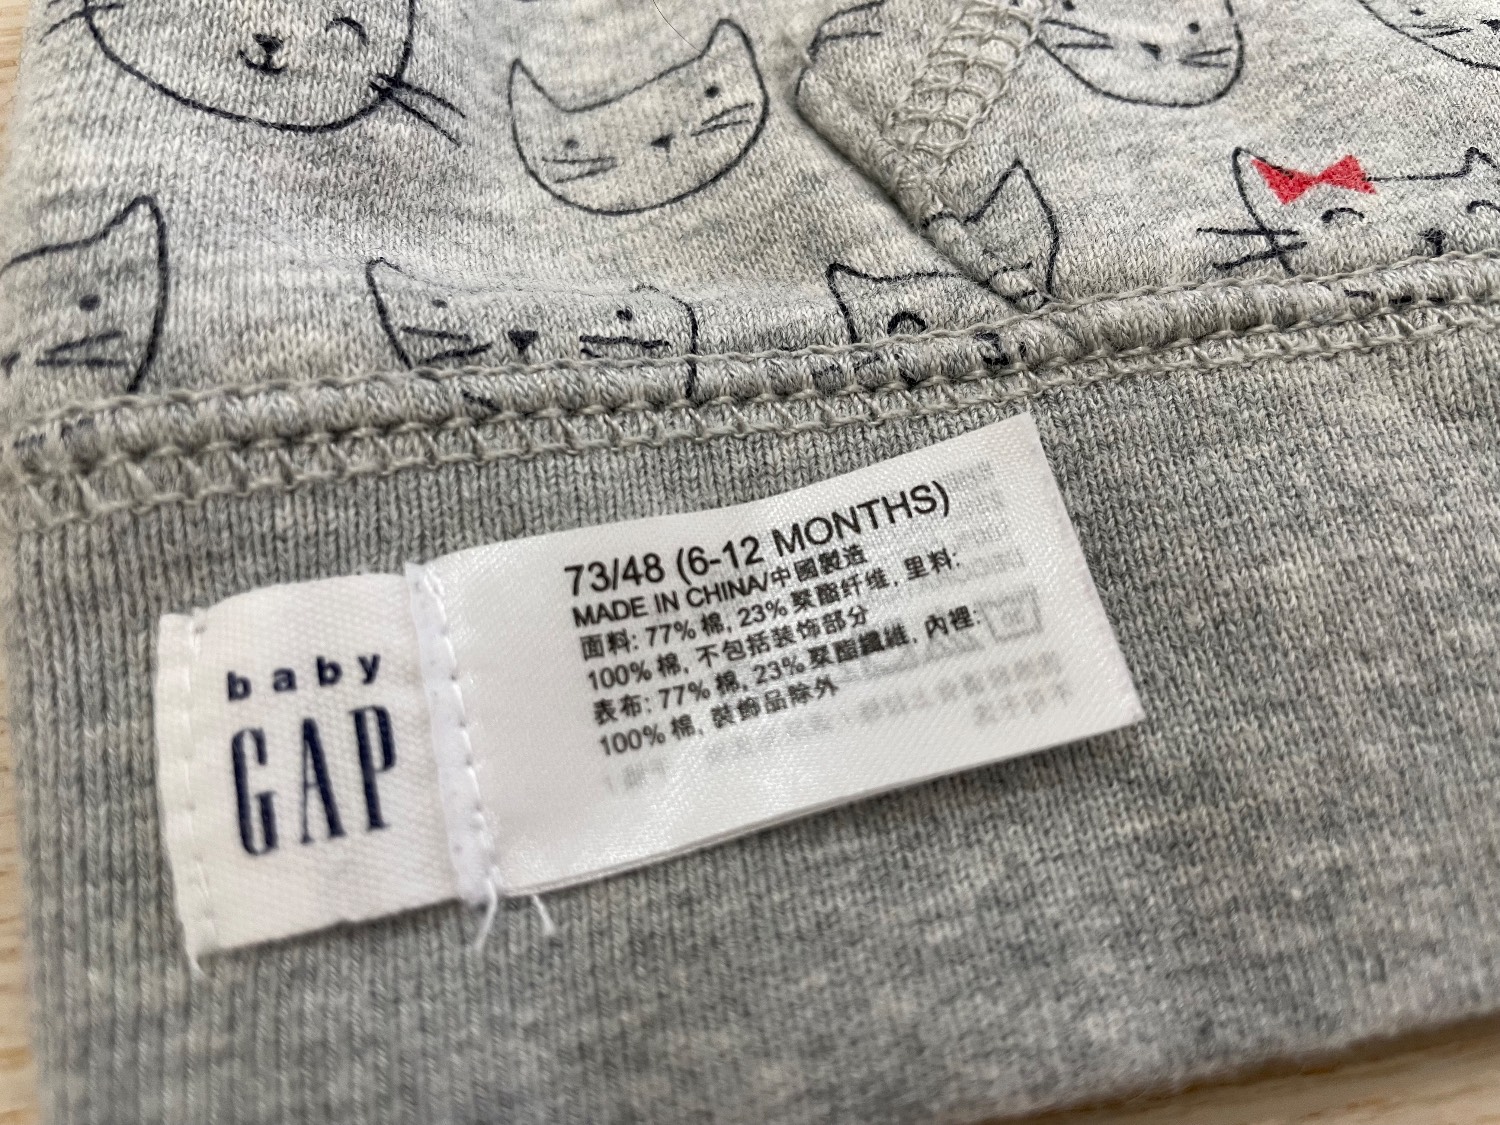 baby
GAP
73/48 (6-12 MONTHS)
MADE IN CHINA/中國製造
面料: 77% 棉, 23% 聚酯纤维, 里料:
100% 棉, 不包括装饰部分
表布: 77% 棉, 23% 聚酯纖維, 內裡:
100% 棉, 裝飾品除外